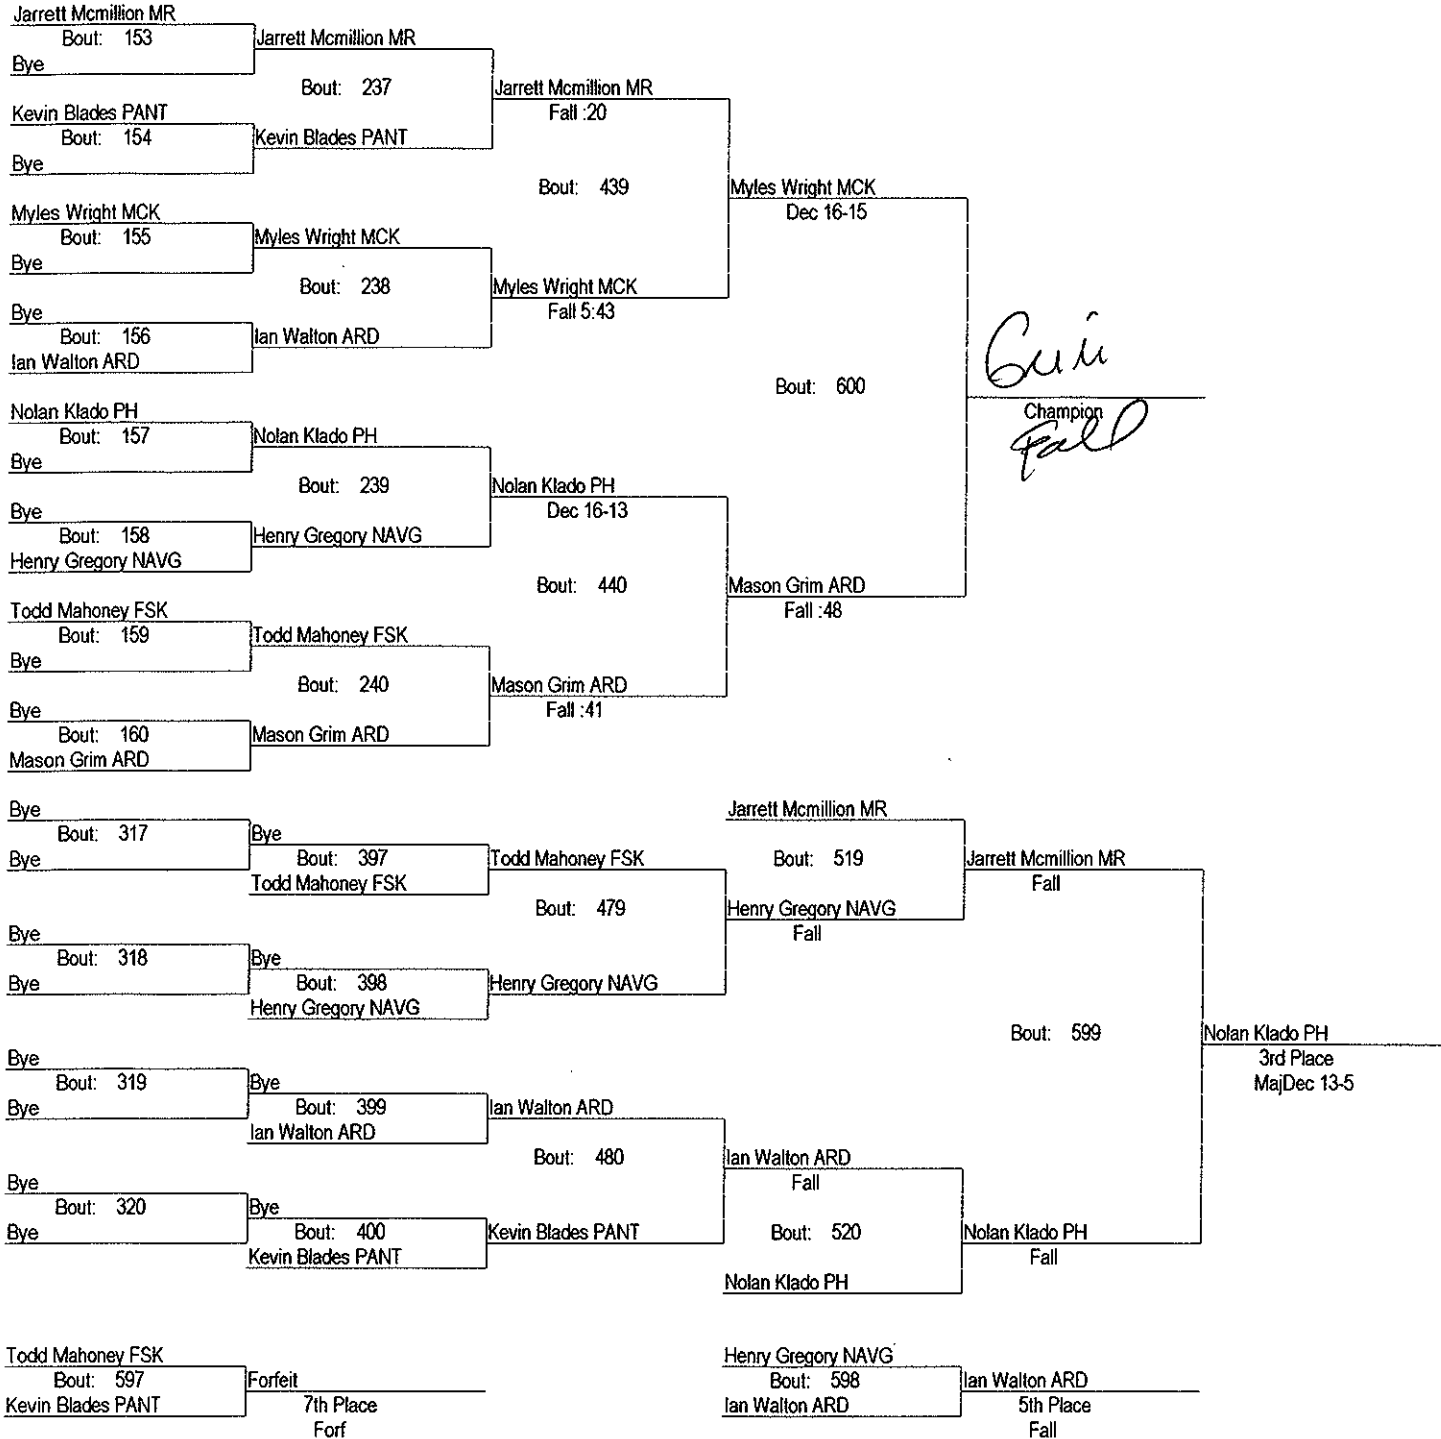 Jarrett Mcmillion MR
Bout: 153
Bye
Jarrett Mcmillion MR
Bout: 237
Kevin Blades PANT
Bout: 154
Bye
Kevin Blades PANT
Jarrett Mcmillion MR
Fall :20
Bout: 439
Myles Wright MCK
Bout: 155
Bye
Myles Wright MCK
Bout: 238
Bye
Bout: 156
Ian Walton ARD
Ian Walton ARD
Myles Wright MCK
Fall 5:43
Myles Wright MCK
Dec 16-15
Bout: 600
Nolan Klado PH
Bout: 157
Bye
Nolan Klado PH
Bout: 239
Bye
Bout: 158
Henry Gregory NAVG
Henry Gregory NAVG
Nolan Klado PH
Dec 16-13
Bout: 440
Todd Mahoney FSK
Bout: 159
Bye
Todd Mahoney FSK
Bout: 240
Bye
Bout: 160
Mason Grim ARD
Mason Grim ARD
Mason Grim ARD
Fall :41
Mason Grim ARD
Fall :48
Champion
Fall
Bye
Bout: 317
Bye
Bye
Bout: 397
Todd Mahoney FSK
Todd Mahoney FSK
Bout: 479
Bye
Bout: 318
Bye
Bye
Bout: 398
Henry Gregory NAVG
Henry Gregory NAVG
Jarrett Mcmillion MR
Bout: 519
Henry Gregory NAVG
Fall
Jarrett Mcmillion MR
Fall
Bout: 599
Bye
Bout: 319
Bye
Bye
Bout: 399
Ian Walton ARD
Ian Walton ARD
Bout: 480
Bye
Bout: 320
Bye
Bye
Bout: 400
Kevin Blades PANT
Kevin Blades PANT
Ian Walton ARD
Fall
Bout: 520
Nolan Klado PH
Nolan Klado PH
Fall
Nolan Klado PH
3rd Place
MajDec 13-5
Todd Mahoney FSK
Bout: 597
Kevin Blades PANT
Forfeit
7th Place
Forf
Henry Gregory NAVG
Bout: 598
Ian Walton ARD
Ian Walton ARD
5th Place
Fall